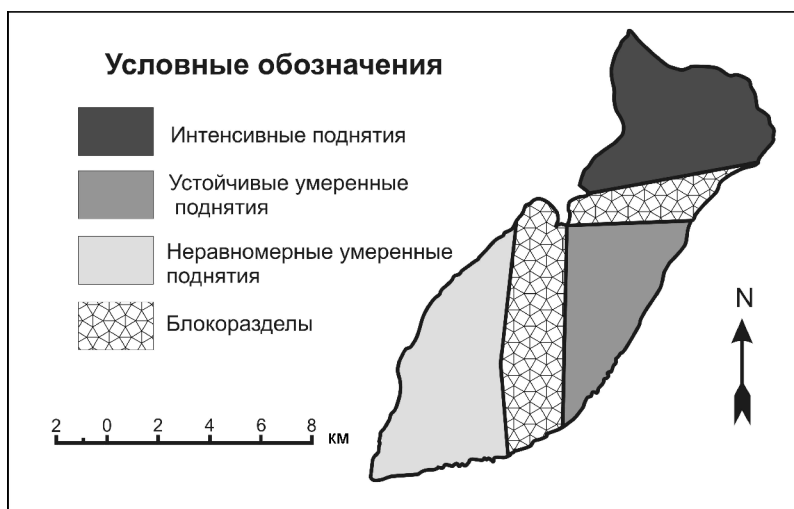 Условные обозначения
Интенсивные поднятия
Устойчивые умеренные
поднятия
Неравномерные умеренные
поднятия
Блокоразделы
N
2 0 2 4 6 8
км